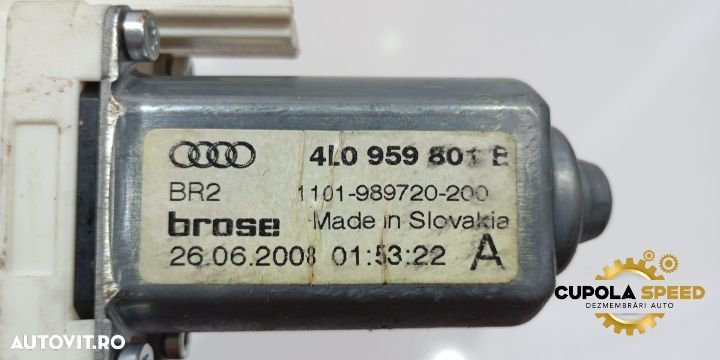 4L0 959 801 B
BR2 1101-989720-200
brose Made in Slovakia
26.06.2008 01:53:22 A
CUPOLA SPEED
DEZMEMBRĂRI AUTO
AUTOVIT.RO
STANDVIRTUAL